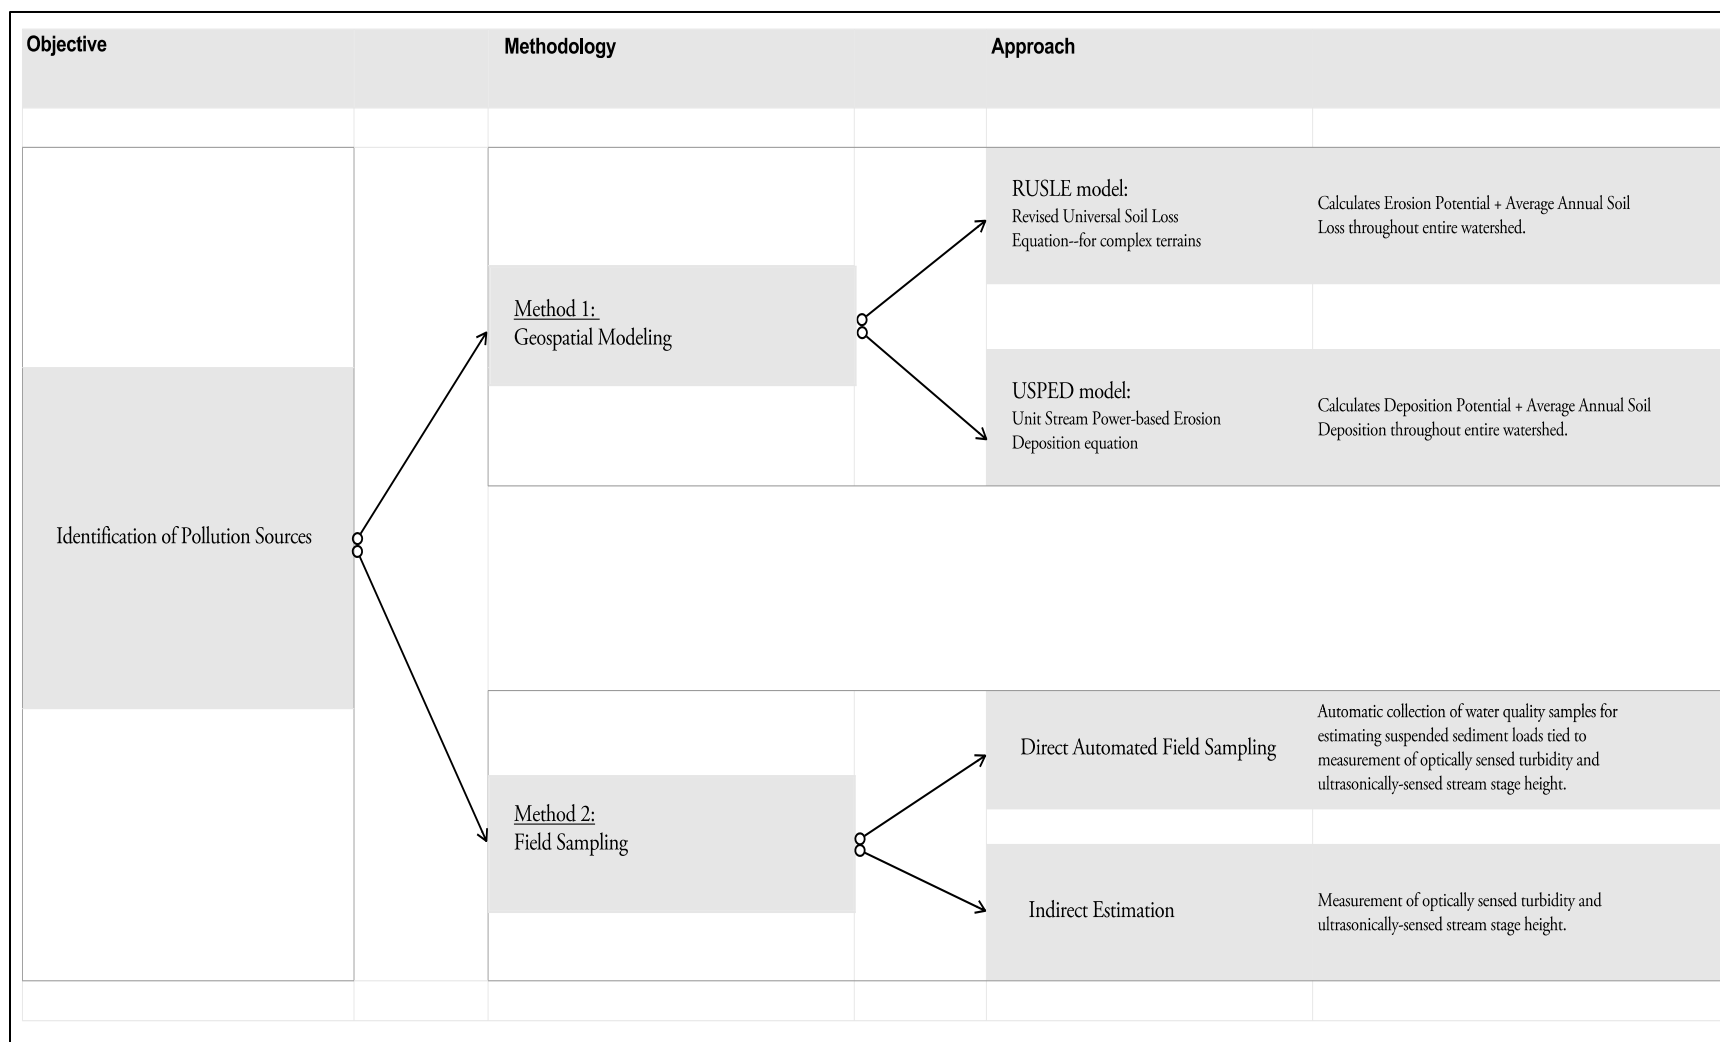 Objective
Methodology
Approach
Identification of Pollution Sources
Method 1:
Geospatial Modeling
RUSLE model:
Revised Universal Soil Loss
Equation--for complex terrains
Calculates Erosion Potential + Average Annual Soil
Loss throughout entire watershed.
USPED model:
Unit Stream Power-based Erosion
Deposition equation
Calculates Deposition Potential + Average Annual Soil
Deposition throughout entire watershed.
Method 2:
Field Sampling
Direct Automated Field Sampling
Automatic collection of water quality samples for
estimating suspended sediment loads tied to
measurement of optically sensed turbidity and
ultrasonically-sensed stream stage height.
Indirect Estimation
Measurement of optically sensed turbidity and
ultrasonically-sensed stream stage height.